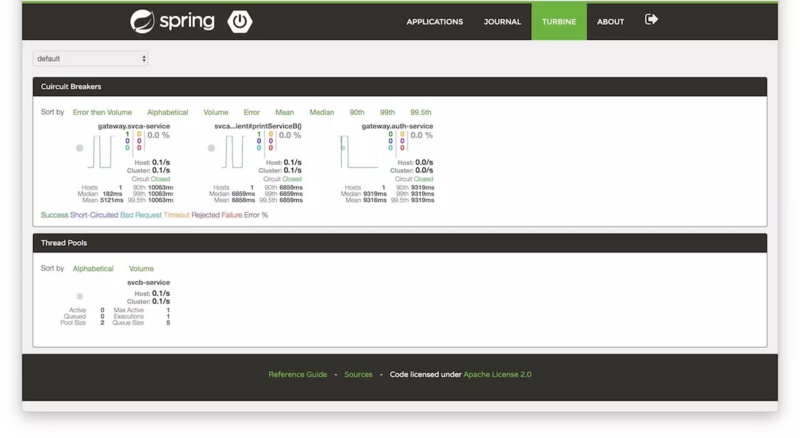 spring
APPLICATIONS JOURNAL TURBINE ABOUT
default
Cuircuit Breakers
Sort by Error then Volume Alphabetical Volume Error Mean Median 90th 99th 99.5th
gateway.svca-service svca...ient#printServiceB() gateway.auth-service
1 0 0.0 % 1 0 0.0 % 0 0 0.0 %
0 0 0 0 0 0
0 0 0 0 0 0
Host: 0.1/s Host: 0.1/s Host: 0.0/s
Cluster: 0.1/s Cluster: 0.1/s Cluster: 0.0/s
Circuit Closed Circuit Closed Circuit Closed
Hosts 1 90th 10063ms Hosts 1 90th 6859ms Hosts 1 90th 9319ms
Median 182ms 99th 10063ms Median 6859ms 99th 6859ms Median 9319ms 99th 9319ms
Mean 5121ms 99.5th 10063ms Mean 6858ms 99.5th 6859ms Mean 9316ms 99.5th 9319ms
Success Short-Circuited Bad Request Timeout Rejected Failure Error %
Thread Pools
Sort by Alphabetical Volume
svcb-service
Host: 0.1/s
Cluster: 0.1/s
Active 0 Max Active 1
Queued 0 Executions 1
Pool Size 2 Queue Size 5
Reference Guide - Sources - Code licensed under Apache License 2.0